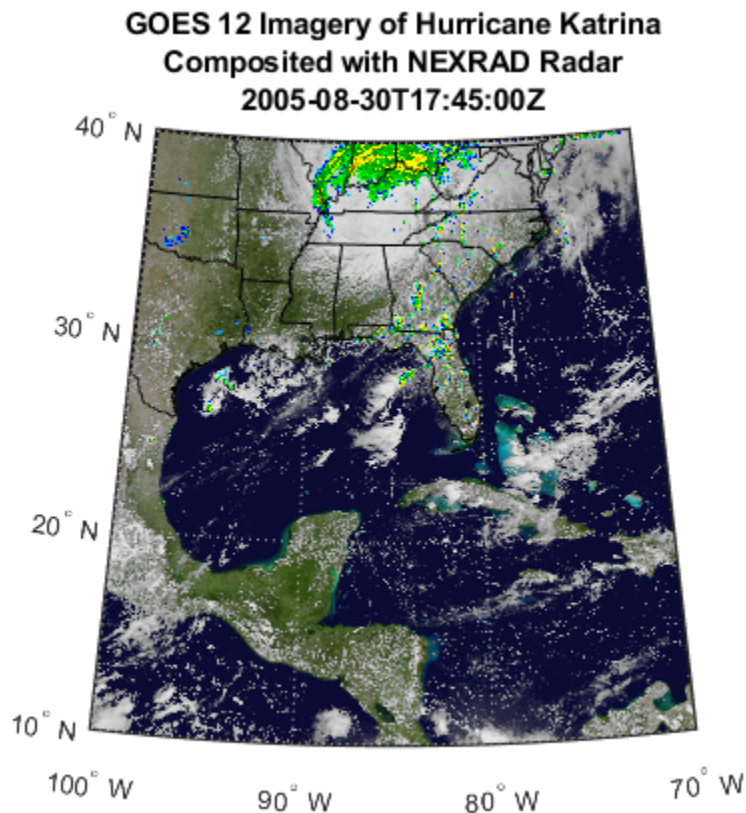 GOES 12 Imagery of Hurricane Katrina
Composited with NEXRAD Radar
2005-08-30T17:45:00Z
40° N
30° N
20° N
10° N
100° W
90° W
80° W
70° W